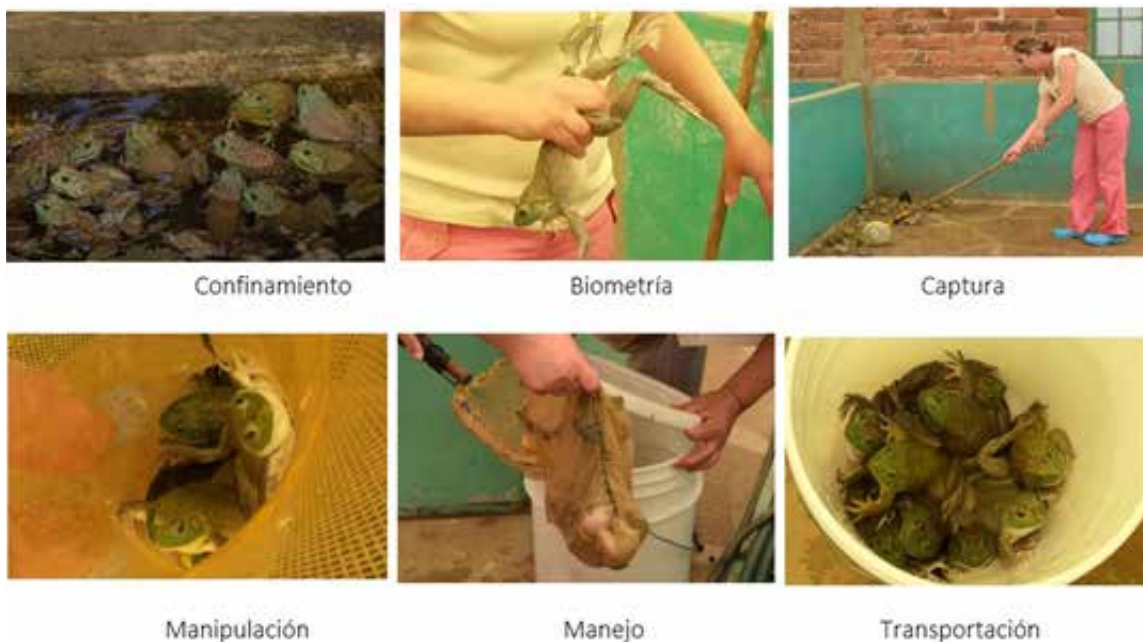 Confinamiento
Biometría
Captura
Manipulación
Manejo
Transportación